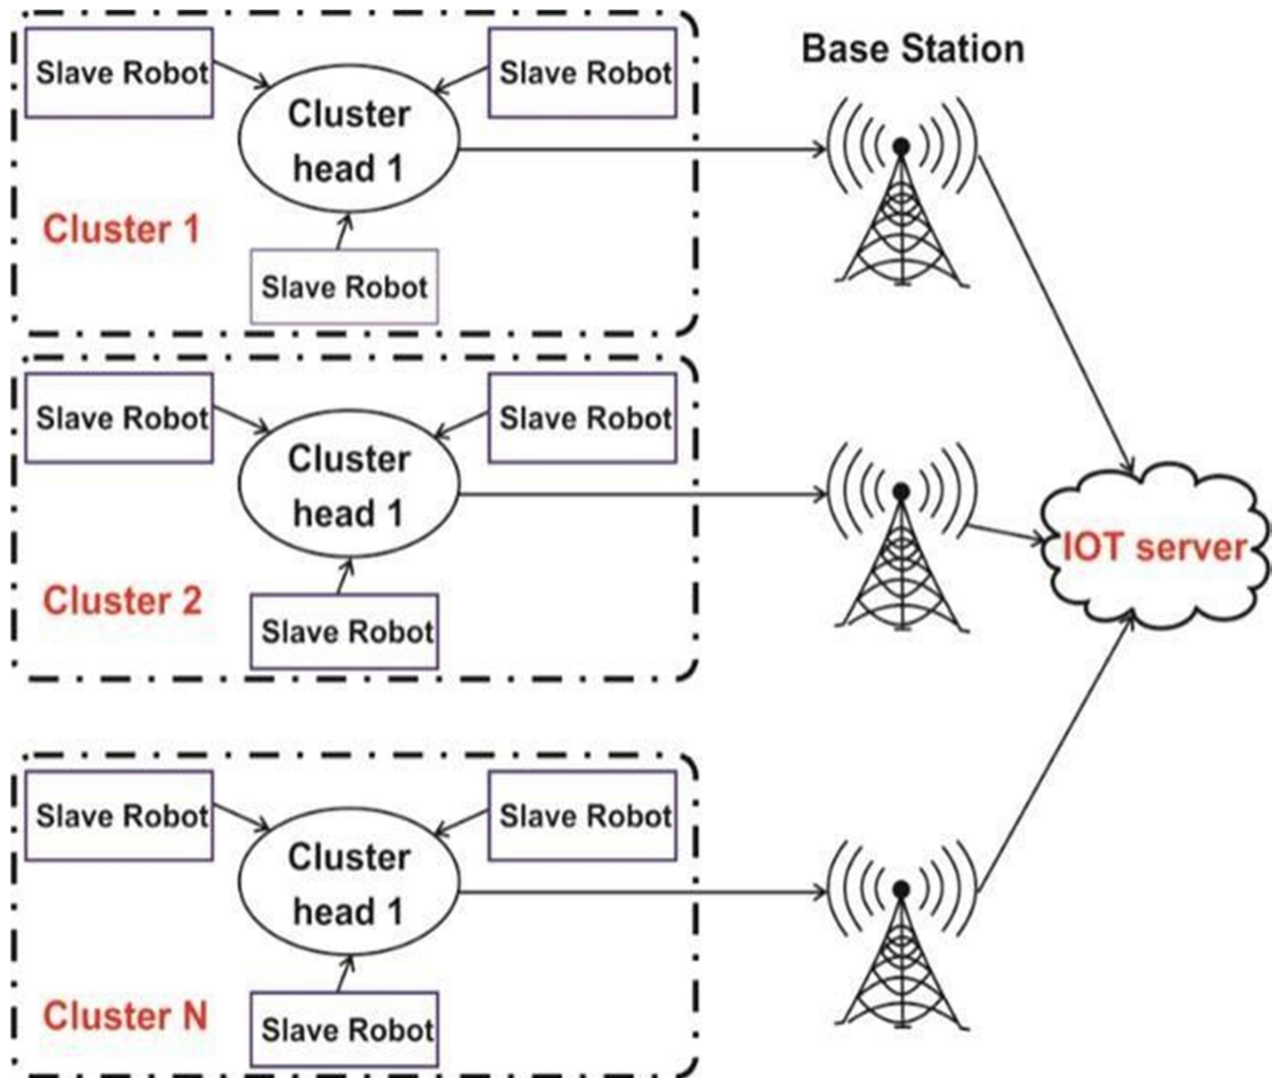 Base Station
Slave Robot
Slave Robot
Cluster
head 1
Cluster 1
Slave Robot
Slave Robot
Slave Robot
Cluster
head 1
IOT server
Cluster 2
Slave Robot
Slave Robot
Slave Robot
Cluster
head 1
Cluster N
Slave Robot